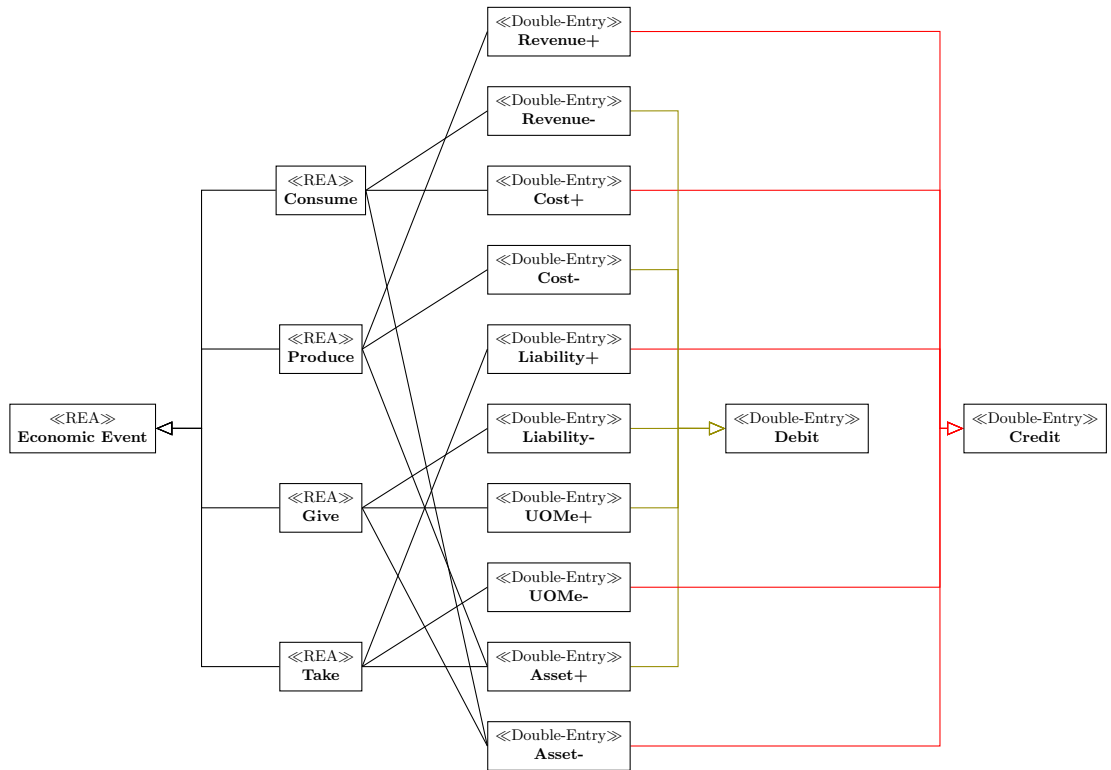 ≪Double-Entry≫
Revenue+
≪Double-Entry≫
Revenue-
≪REA≫
Consume
≪Double-Entry≫
Cost+
≪Double-Entry≫
Cost-
≪REA≫
Produce
≪Double-Entry≫
Liability+
≪REA≫
Economic Event
≪Double-Entry≫
Liability-
≪Double-Entry≫
Debit
≪Double-Entry≫
Credit
≪REA≫
Give
≪Double-Entry≫
UOMe+
≪Double-Entry≫
UOMe-
≪REA≫
Take
≪Double-Entry≫
Asset+
≪Double-Entry≫
Asset-